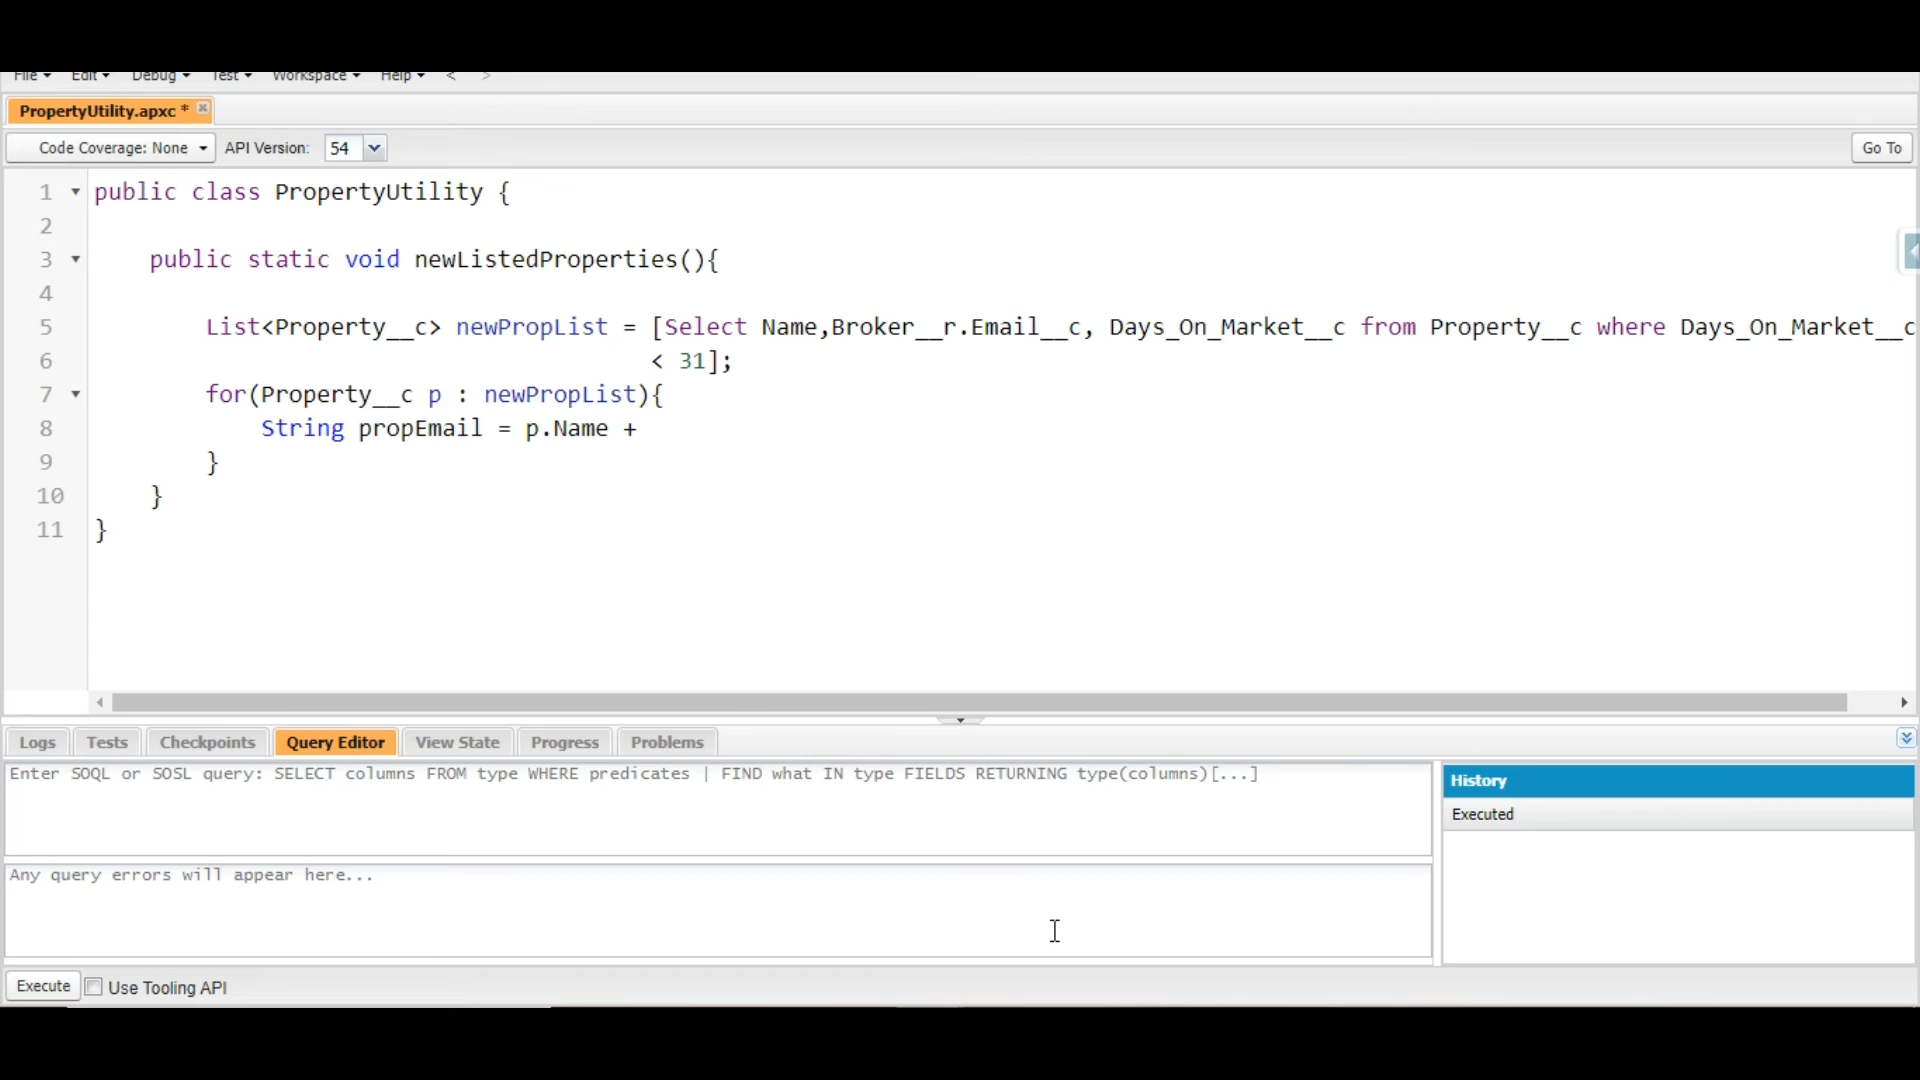 File Edit Debug Test Workspace Help < >
PropertyUtility.apxc *
Code Coverage: None API Version: 54 Go To
1 public class PropertyUtility {
2
3 public static void newListedProperties(){
4
5 List<Property__c> newPropList = [Select Name,Broker__r.Email__c, Days_On_Market__c from Property__c where Days_On_Market__c
6 < 31];
7 for(Property__c p : newPropList){
8 String propEmail = p.Name +
9 }
10 }
11 }
Logs Tests Checkpoints Query Editor View State Progress Problems
Enter SOQL or SOSL query: SELECT columns FROM type WHERE predicates | FIND what IN type FIELDS RETURNING type(columns)[...]
History
Executed
Any query errors will appear here...
Execute Use Tooling API